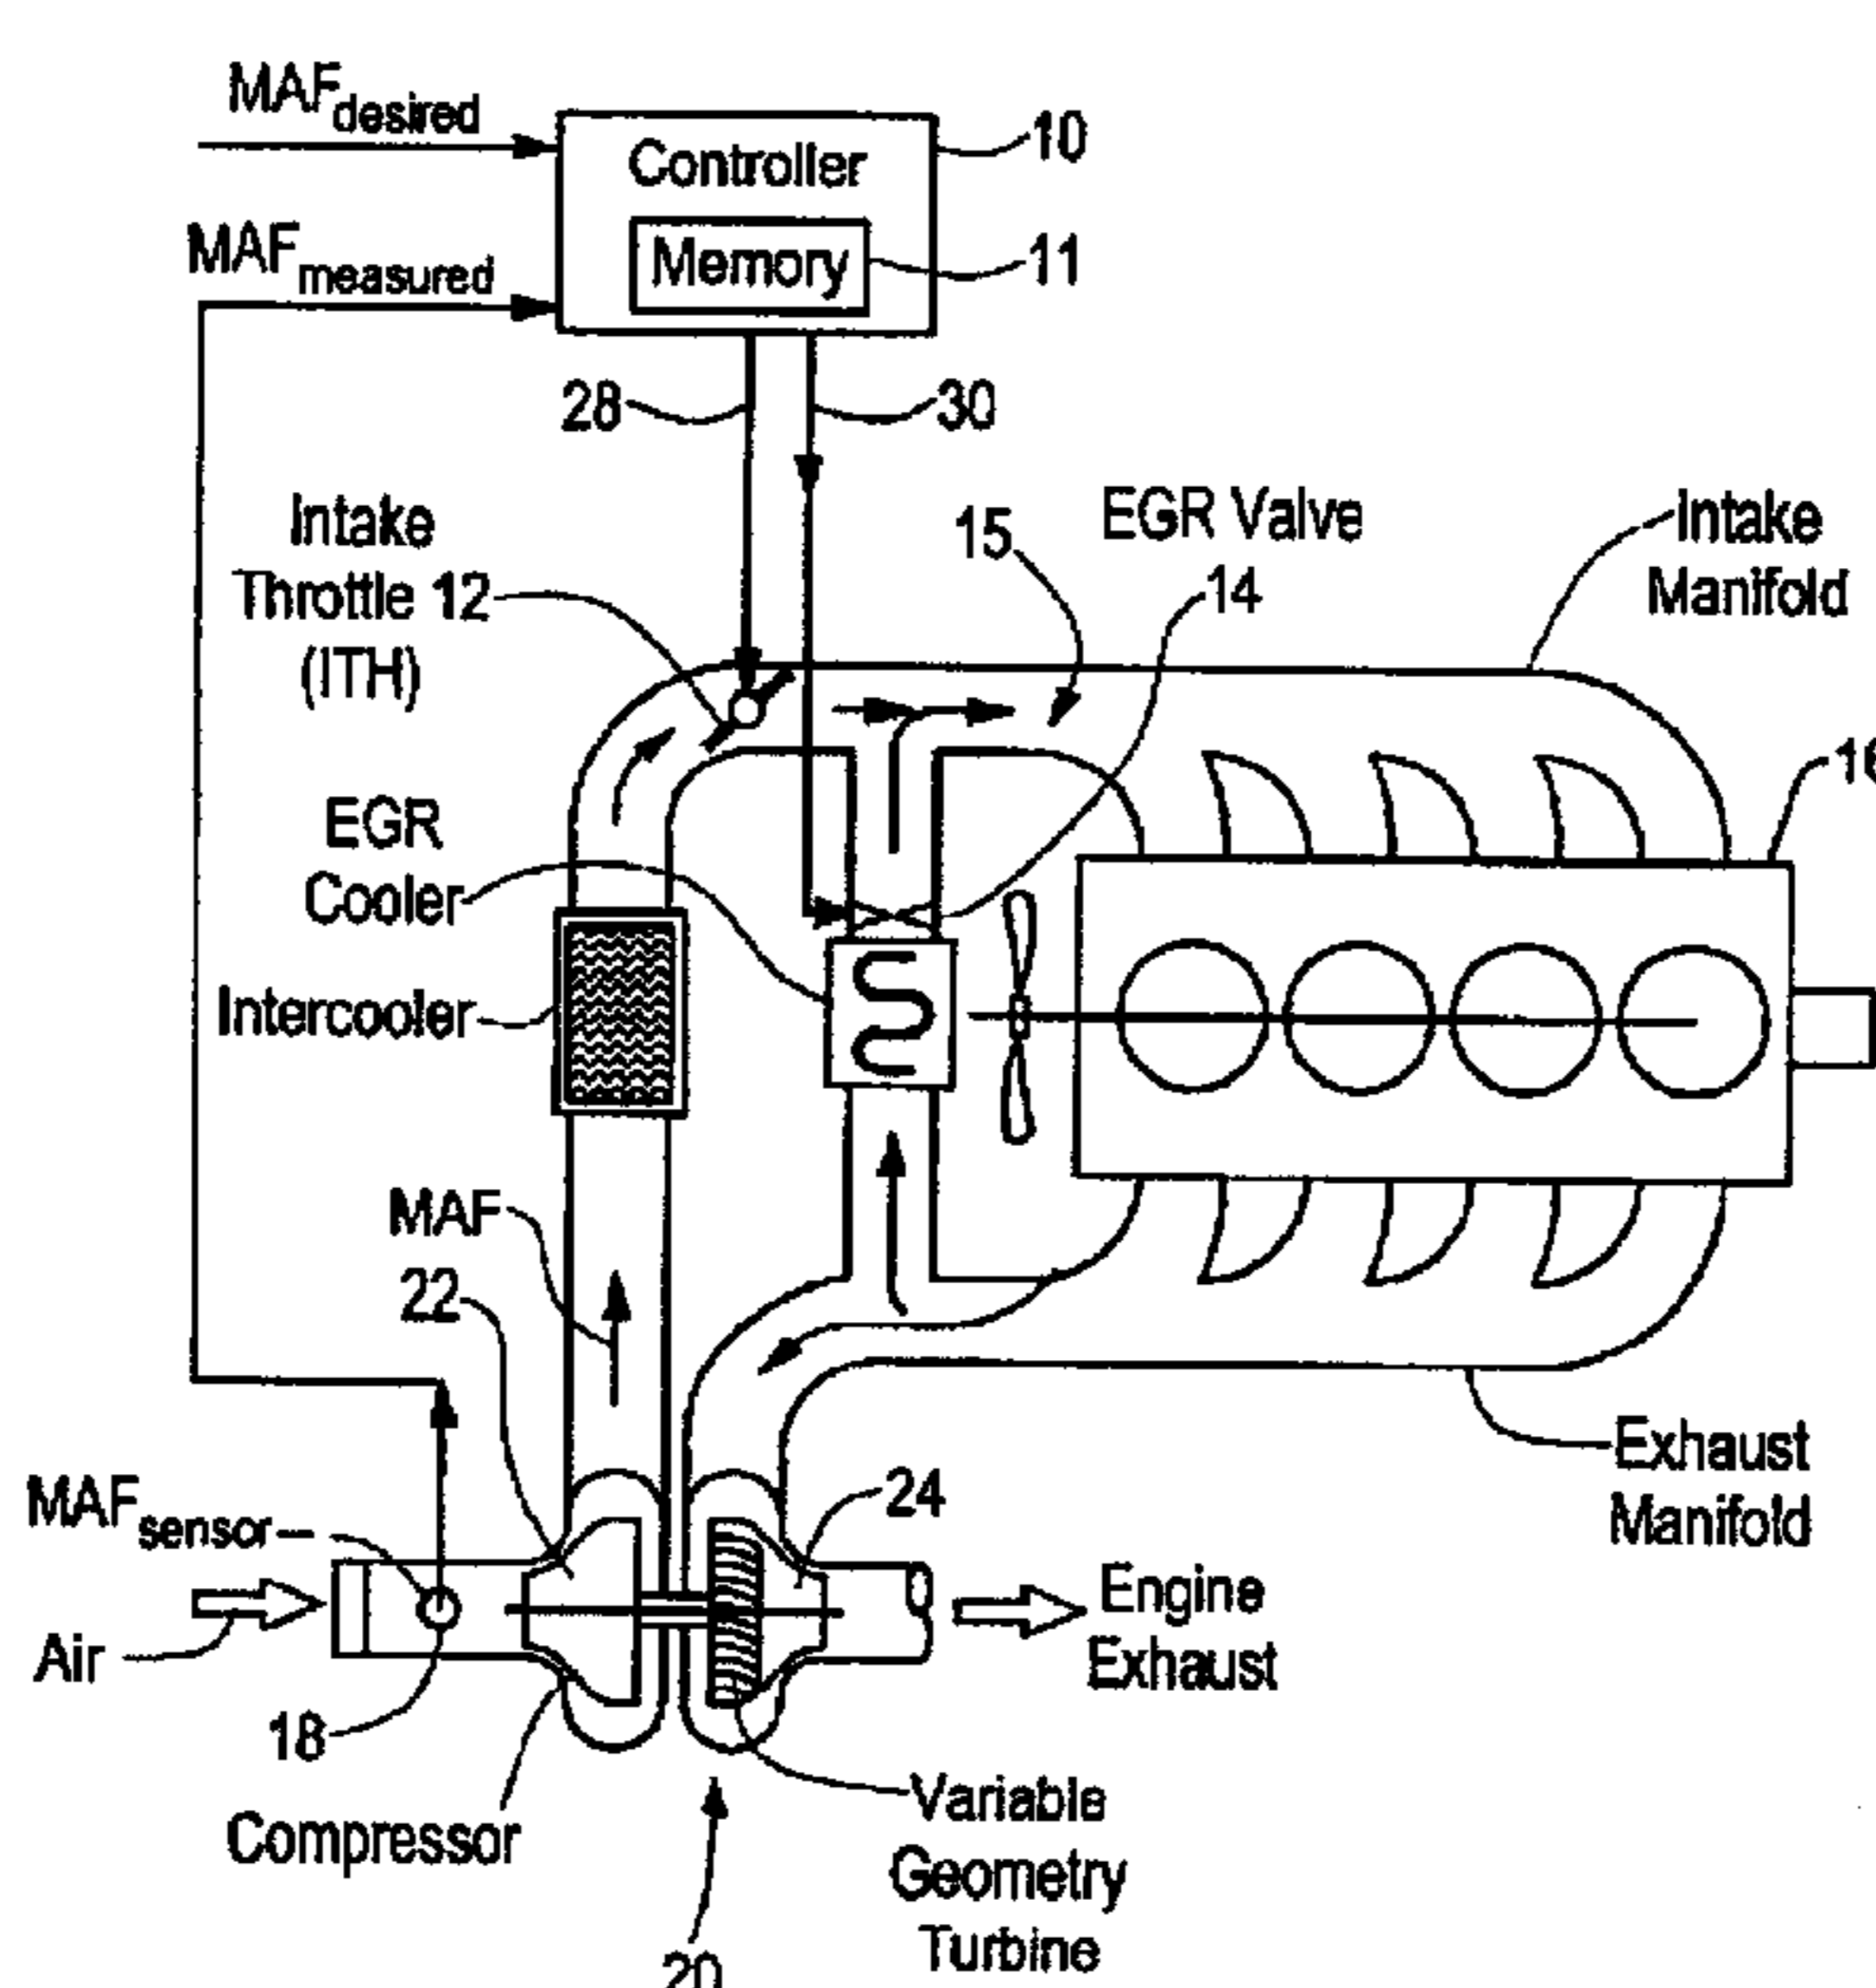 MAFdesired
Controller
10
MAFmeasured
Memory
11
28
30
Intake
Throttle 12
(ITH)
15
EGR Valve
14
Intake
Manifold
EGR
Cooler
Intercooler
MAF
22
MAFsensor
24
Air
18
Compressor
Engine
Exhaust
Exhaust
Manifold
Variable
Geometry
Turbine
20